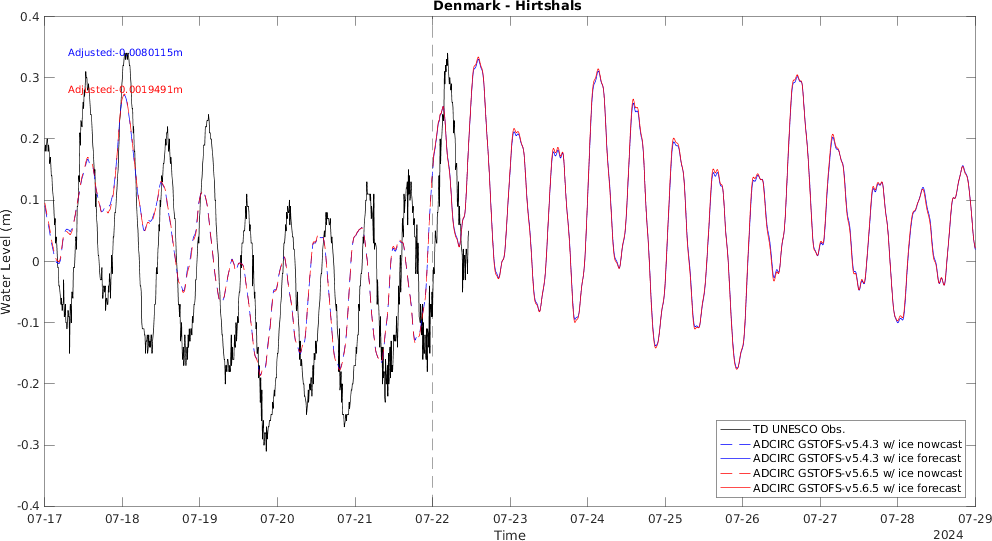 Denmark - Hirtshals
0.4
0.3
0.2
0.1
0
-0.1
-0.2
-0.3
-0.4
Water Level (m)
Adjusted:-0.0080115m
Adjusted:-0.0019491m
TD UNESCO Obs.
ADCIRC GSTOFS-v5.4.3 w/ ice nowcast
ADCIRC GSTOFS-v5.4.3 w/ ice forecast
ADCIRC GSTOFS-v5.6.5 w/ ice nowcast
ADCIRC GSTOFS-v5.6.5 w/ ice forecast
07-17 07-18 07-19 07-20 07-21 07-22 07-23 07-24 07-25 07-26 07-27 07-28 07-29
Time
2024